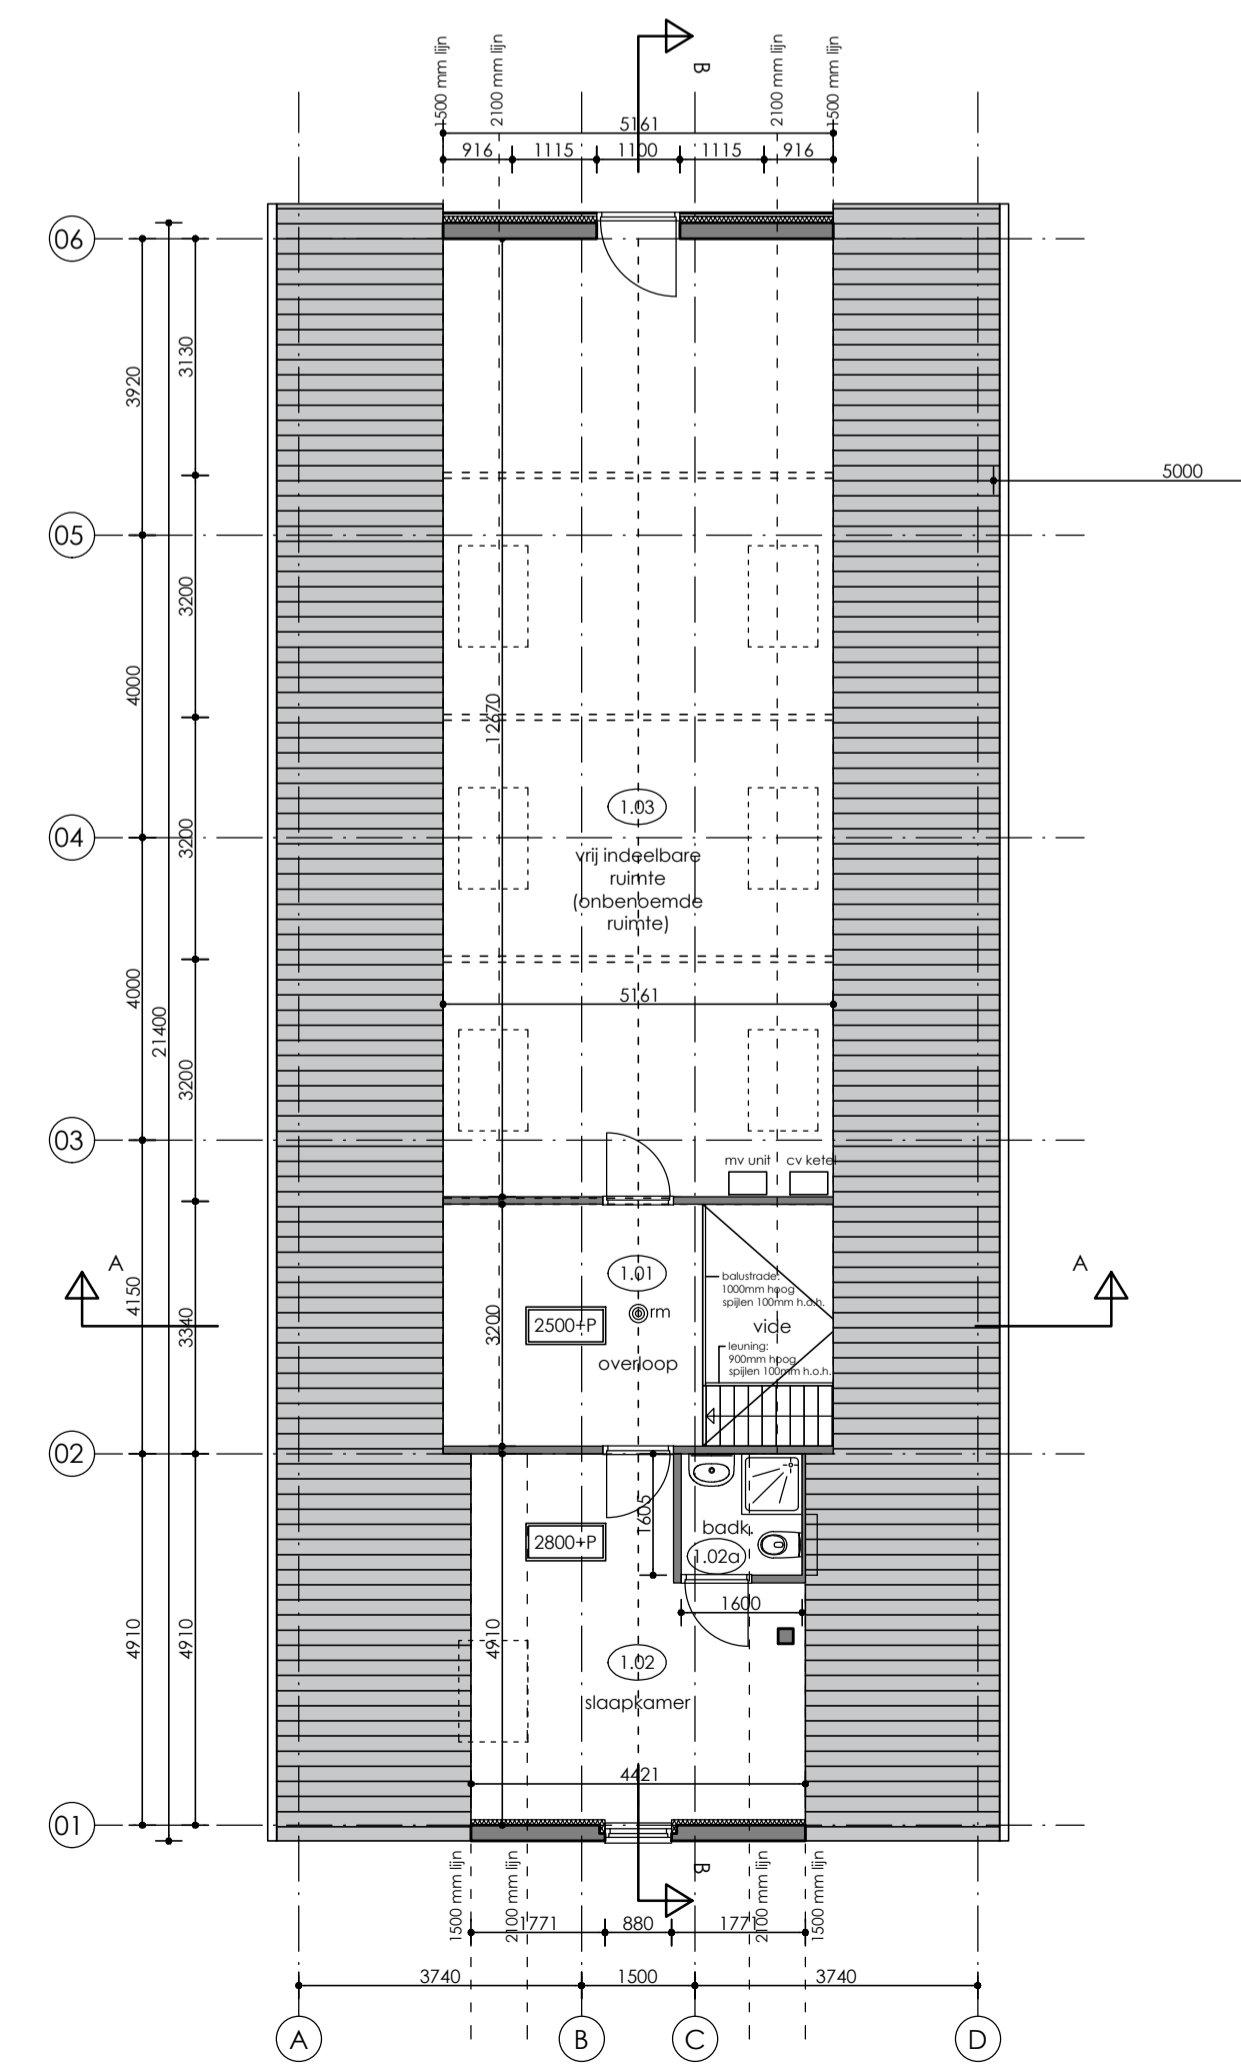 B
1500 mm lijn
2100 mm lijn
2100 mm lijn
1500 mm lijn
5161
916
1115
1100
1115
916
06
3920
3130
5000
05
3200
4000
12670
1.03
04
3200
vrij indeelbare
ruimte
(onbenoemde
ruimte)
4000
5161
21400
3200
03
mv unit
cv ketel
A
A
1.01
balustrade:
1000mm hoog
spijlen 100mm h.o.h.
4150
3340
3200
2500+P
rm
vide
leuning:
900mm hoog
spijlen 100mm h.o.h.
overloop
02
1605
badk.
2800+P
1.02a
1600
4910
4910
4910
1.02
slaapkamer
4421
01
B
1500 mm lijn
2100 mm lijn
2100 mm lijn
1500 mm lijn
1771
880
1771
3740
1500
3740
A
B
C
D